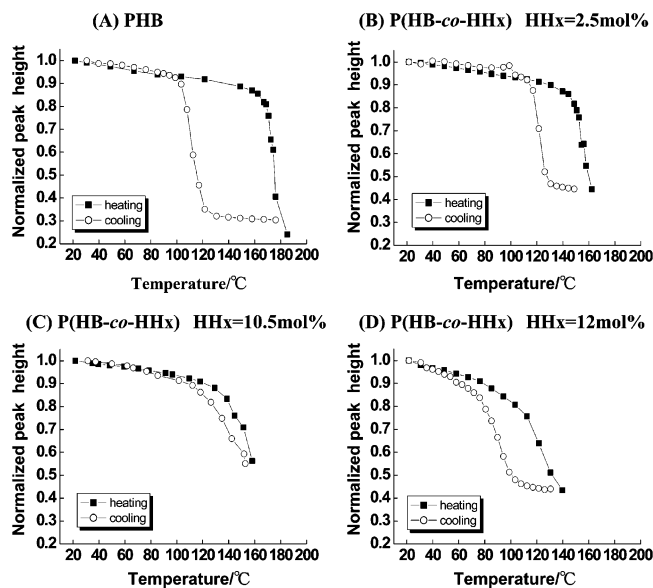 (A) PHB
Normalized peak height
1.0
0.9
0.8
0.7
0.6
0.5
0.4
0.3
0.2
heating
cooling
20 40 60 80 100 120 140 160 180 200
Temperature/℃
(B) P(HB-co-HHx) HHx=2.5mol%
Normalized peak height
1.0
0.9
0.8
0.7
0.6
0.5
0.4
0.3
0.2
heating
cooling
20 40 60 80 100 120 140 160 180 200
Temperature/℃
(C) P(HB-co-HHx) HHx=10.5mol%
Normalized peak height
1.0
0.9
0.8
0.7
0.6
0.5
0.4
0.3
0.2
heating
cooling
20 40 60 80 100 120 140 160 180 200
Temperature/℃
(D) P(HB-co-HHx) HHx=12mol%
Normalized peak height
1.0
0.9
0.8
0.7
0.6
0.5
0.4
0.3
0.2
heating
cooling
20 40 60 80 100 120 140 160 180 200
Temperature/℃